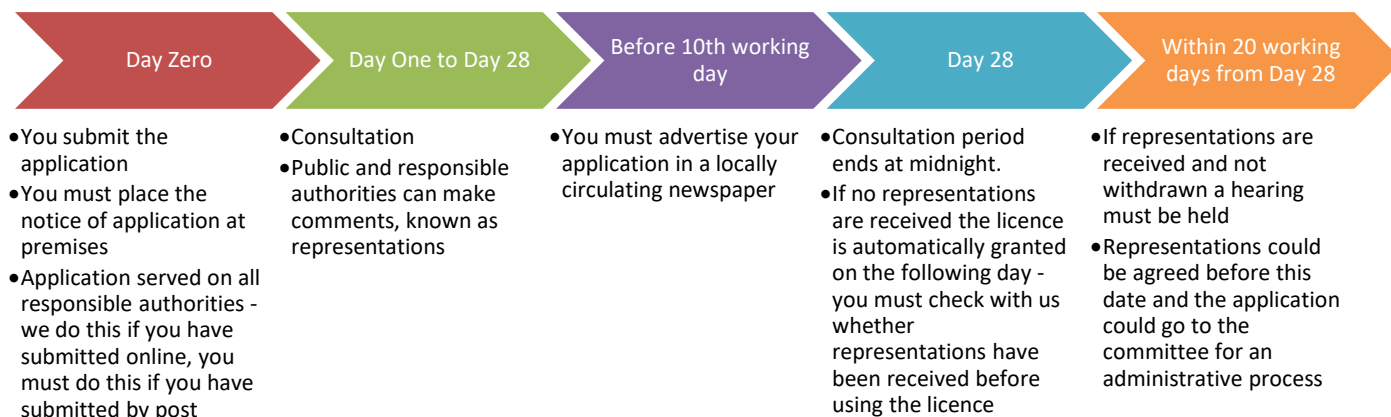 Day Zero
Day One to Day 28
Before 10th working
day
Day 28
Within 20 working
days from Day 28
•You submit the
application
•You must place the
notice of application at
premises
•Application served on all
responsible authorities -
we do this if you have
submitted online, you
must do this if you have
submitted by post
•Consultation
•Public and responsible
authorities can make
comments, known as
representations
•You must advertise your
application in a locally
circulating newspaper
•Consultation period
ends at midnight.
•If no representations
are received the licence
is automatically granted
on the following day -
you must check with us
whether
representations have
been received before
using the licence
•If representations are
received and not
withdrawn a hearing
must be held
•Representations could
be agreed before this
date and the application
could go to the
committee for an
administrative process